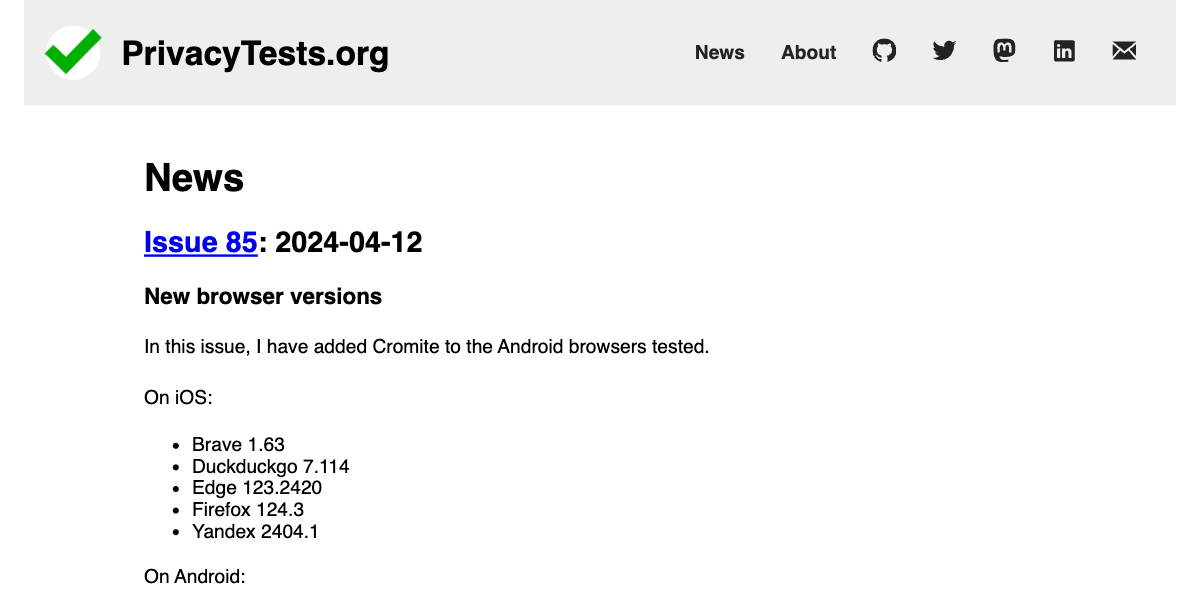 PrivacyTests.org
News
About
News
Issue 85: 2024-04-12
New browser versions
In this issue, I have added Cromite to the Android browsers tested.
On iOS:
• Brave 1.63
• Duckduckgo 7.114
• Edge 123.2420
• Firefox 124.3
• Yandex 2404.1
On Android: